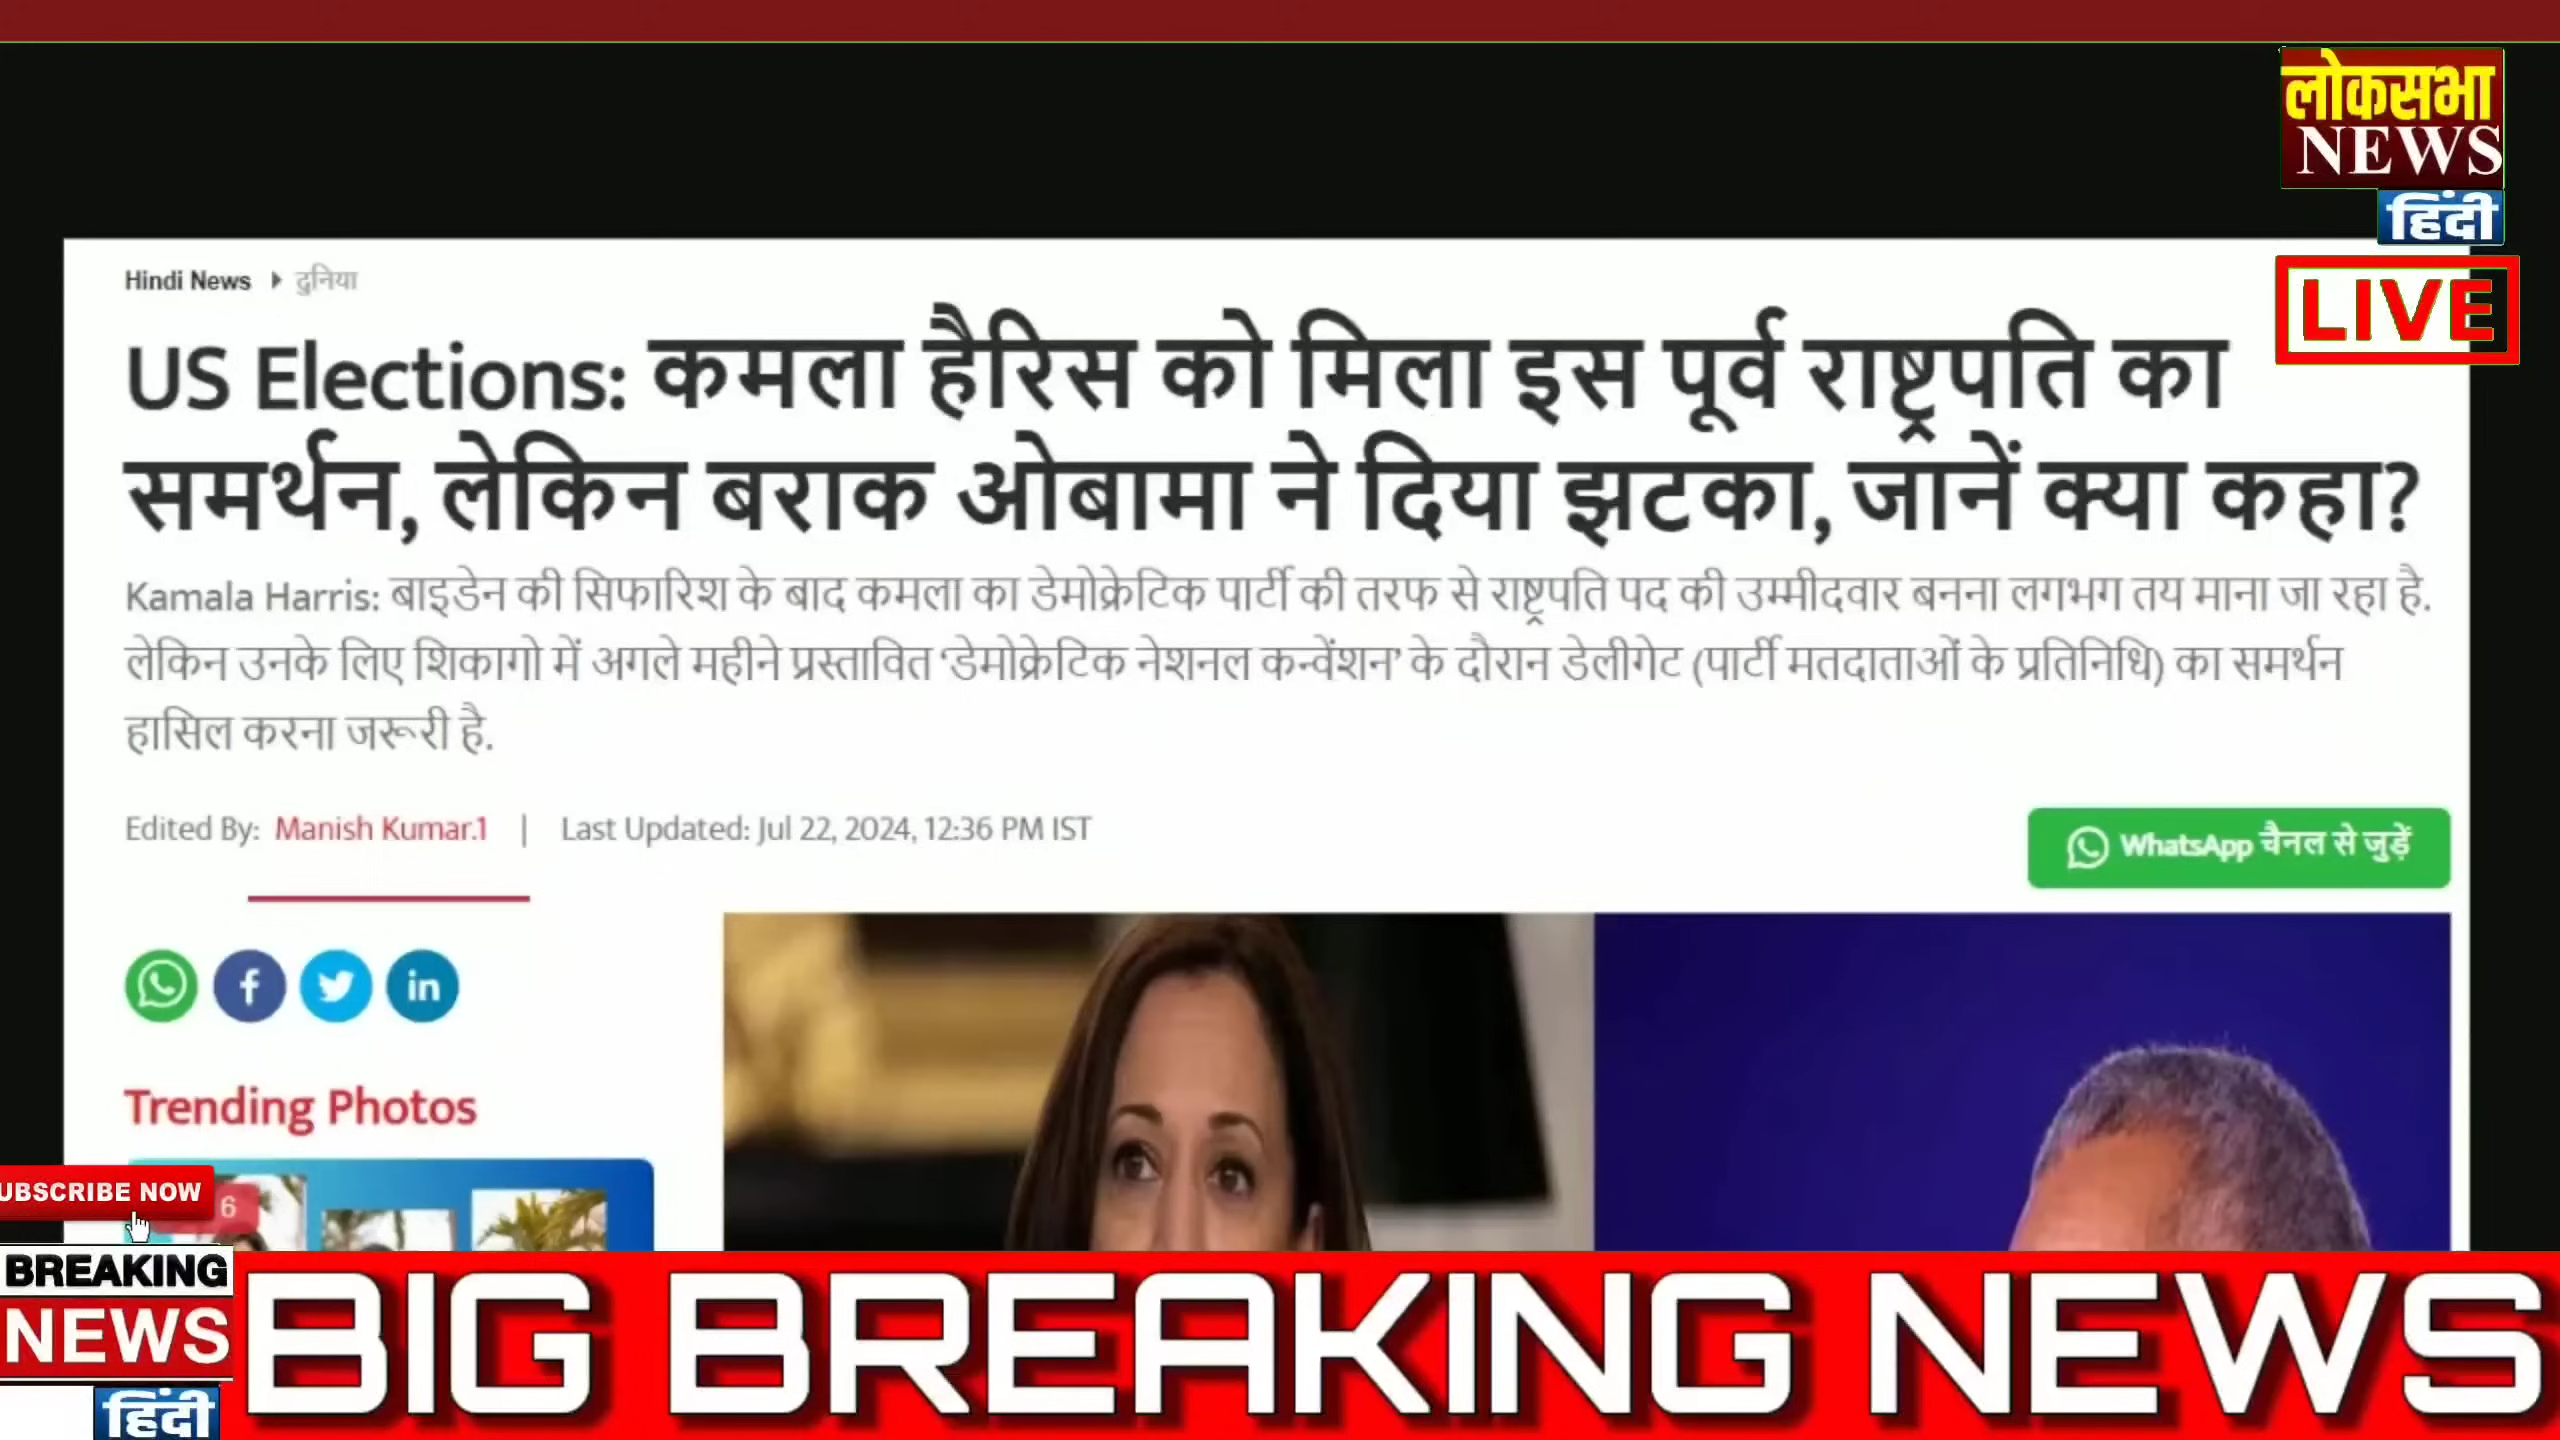 लोकसभा
NEWS
हिंदी
LIVE
Hindi News दुनिया
US Elections: कमला हैरिस को मिला इस पूर्व राष्ट्रपति का
समर्थन, लेकिन बराक ओबामा ने दिया झटका, जानें क्या कहा?
Kamala Harris: बाइडेन की सिफारिश के बाद कमला का डेमोक्रेटिक पार्टी की तरफ से राष्ट्रपति पद की उम्मीदवार बनना लगभग तय माना जा रहा है.
लेकिन उनके लिए शिकागो में अगले महीने प्रस्तावित ‘डेमोक्रेटिक नेशनल कन्वेंशन’ के दौरान डेलीगेट (पार्टी मतदाताओं के प्रतिनिधि) का समर्थन
हासिल करना जरूरी है.
Edited By: Manish Kumar.1 | Last Updated: Jul 22, 2024, 12:36 PM IST
WhatsApp चैनल से जुड़ें
Trending Photos
6
UBSCRIBE NOW
BREAKING
NEWS
हिंदी
BIG BREAKING NEWS